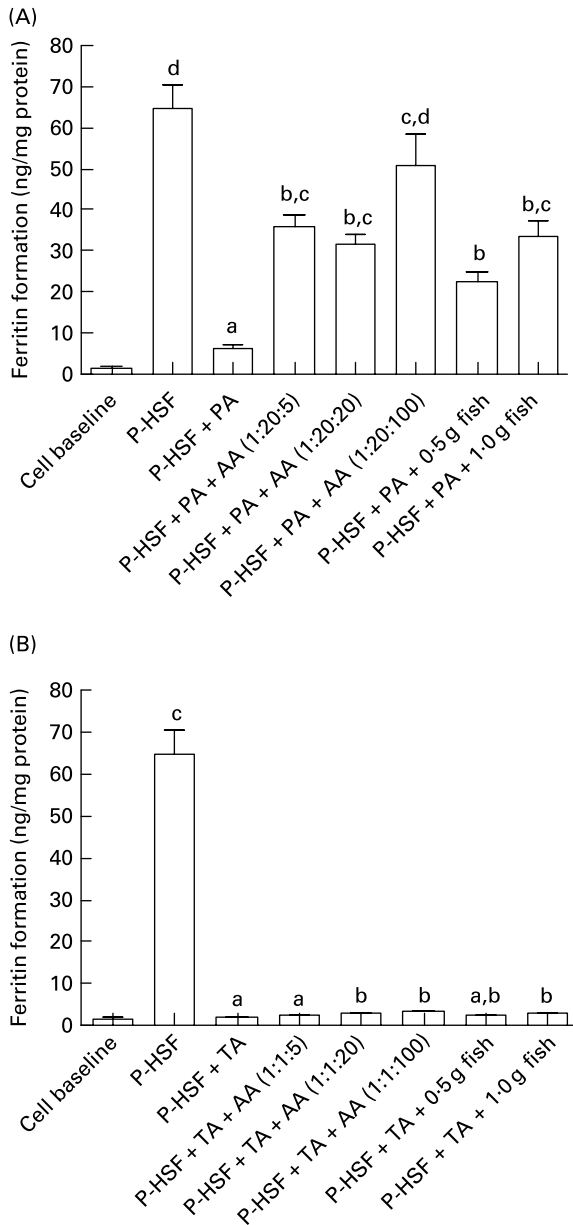 (A)
Ferritin formation (ng/mg protein)
80
70
60
50
40
30
20
10
0
d
a
b,c
b,c
c,d
b
b,c
Cell baseline
P-HSF
P-HSF + PA
P-HSF + PA + AA (1:20:5)
P-HSF + PA + AA (1:20:20)
P-HSF + PA + AA (1:20:100)
P-HSF + PA + 0·5 g fish
P-HSF + PA + 1·0 g fish
(B)
Ferritin formation (ng/mg protein)
80
70
60
50
40
30
20
10
0
c
a
a
b
b
a,b
b
Cell baseline
P-HSF
P-HSF + TA
P-HSF + TA + AA (1:1:5)
P-HSF + TA + AA (1:1:20)
P-HSF + TA + AA (1:1:100)
P-HSF + TA + 0·5 g fish
P-HSF + TA + 1·0 g fish